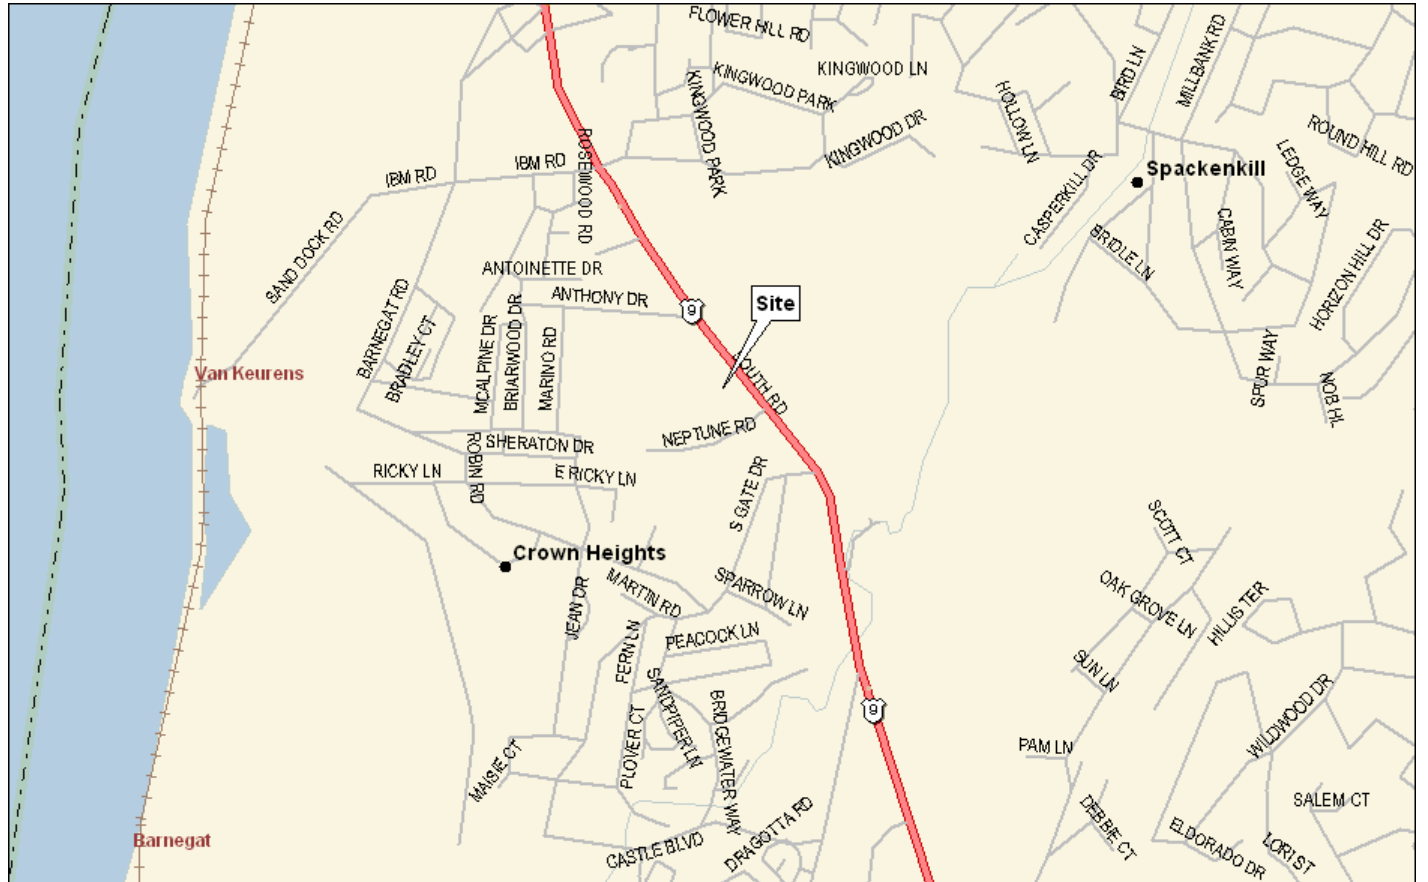 FLOWER HILL RD
KINGWOOD LN
KINGWOOD PARK
KINGWOOD PARK
KINGWOOD DR
HOLLOW LN
BIRD LN
MILLBANK RD
ROUND HILL RD
LEDGE WAY
ROSEWOOD RD
IBM RD
IBM RD
Spackenkill
CASPERKILL DR
CABIN WAY
BRIDLE LN
HORIZON HILL DR
SAND DOCK RD
ANTOINETTE DR
ANTHONY DR
9
Site
BARNEGAT RD
BRADLEY CT
MCALPINE DR
BRIARWOOD DR
MARINO RD
SOUTH RD
SPUR WAY
NOB HL
Van Keurens
NEPTUNE RD
SHERATON DR
ROBIN RD
RICKY LN
E RICKY LN
S GATE DR
SCOTT CT
Crown Heights
JEAN DR
MARTIN RD
SPARROW LN
OAK GROVE LN
HILLIS TER
FERN LN
PEACOCK LN
SUN LN
SANDPIPER LN
BRIDGEWATER WAY
PLOVER CT
9
WILDWOOD DR
PAM LN
MAISIE CT
SALEM CT
DEBBIE CT
ELDORADO DR
LORI ST
Barnegat
CASTLE BLVD
DRAGOTTA RD